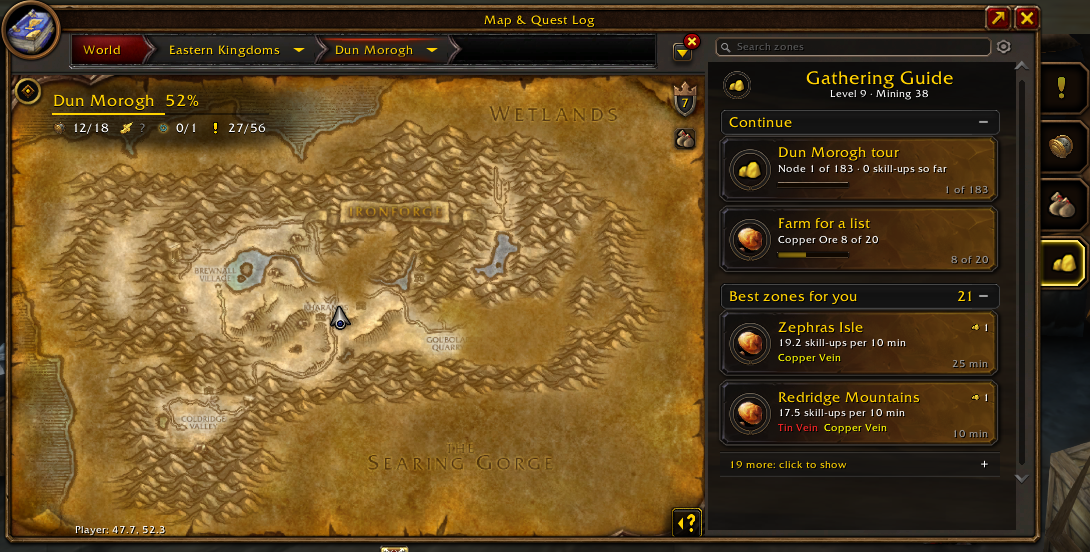 Map & Quest Log
World
Eastern Kingdoms
Dun Morogh
Search zones
Dun Morogh 52%
12/18
?
0/1
27/56
7
WETLANDS
IRONFORGE
BREWNALL
VILLAGE
KHARANOS
GOLBOLAR
QUARRY
COLDRIDGE
VALLEY
THE
SEARING GORGE
Player: 47.7, 52.3
?
Gathering Guide
Level 9 · Mining 38
Continue
Dun Morogh tour
Node 1 of 183 · 0 skill-ups so far
1 of 183
Farm for a list
Copper Ore 8 of 20
8 of 20
Best zones for you 21
Zephras Isle 1
19.2 skill-ups per 10 min
Copper Vein
25 min
Redridge Mountains 1
17.5 skill-ups per 10 min
Tin Vein Copper Vein
10 min
19 more: click to show +